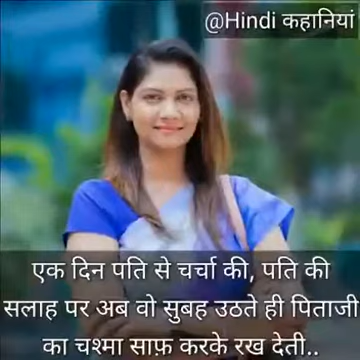 @Hindi कहानियां
एक दिन पति से चर्चा की, पति की
सलाह पर अब वो सुबह उठते ही पिताजी
का चश्मा साफ़ करके रख देती..